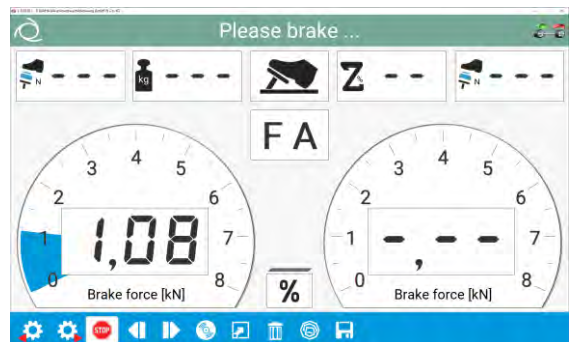 Please brake ...
N - - -
kg - - -
Z % - -
N - - -
F A
0 1 2 3 4 5 6 7 8
1,08
Brake force [kN]
%
0 1 2 3 4 5 6 7 8
-,--
Brake force [kN]
STOP